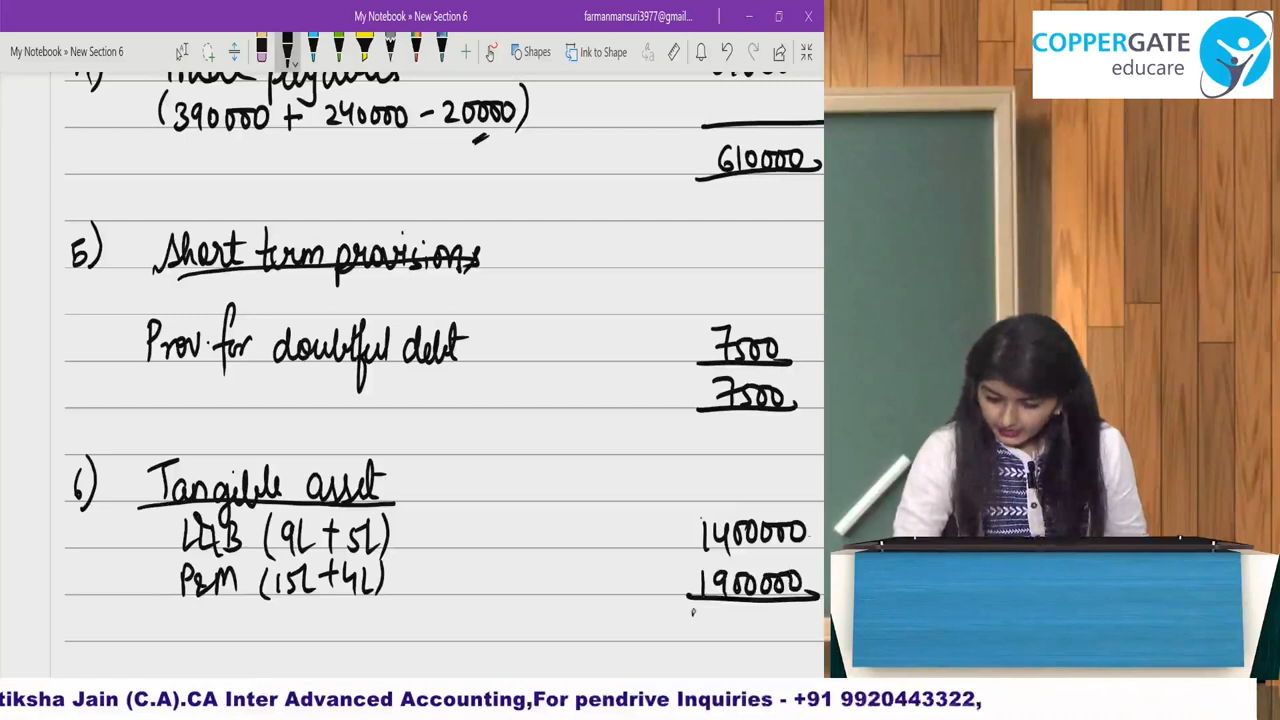 My Notebook » New Section 6
farmanmansuri3977@gmail...
My Notebook » New Section 6
Shapes
Ink to Shape
COPPERGATE
educare
(390000 + 240000 - 20000)
610000
5) Short term provisions
Prov. for doubtful debt 7500
7500
6) Tangible asset
L&B (9L + 5L) 1400000
P&M (15L + 4L) 1900000
tiksha Jain (C.A).CA Inter Advanced Accounting,For pendrive Inquiries - +91 9920443322,